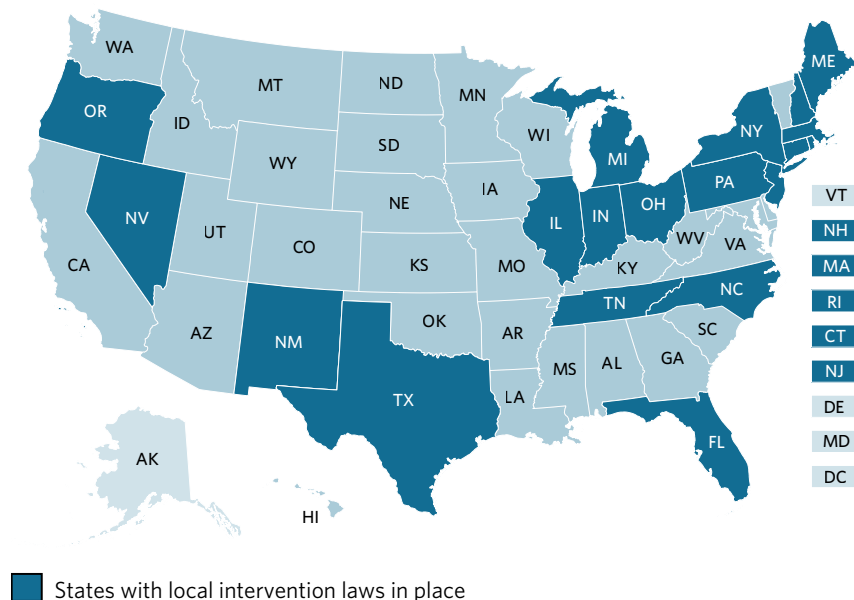 WA
ME
MT
ND
MN
OR
ID
NY
WI
SD
MI
WY
PA
IA
NE
OH
NV
IL
IN
UT
CO
WV
VA
CA
KS
MO
KY
NC
TN
OK
AZ
NM
AR
SC
MS
AL
GA
TX
LA
FL
AK
HI
VT
NH
MA
RI
CT
NJ
DE
MD
DC
States with local intervention laws in place